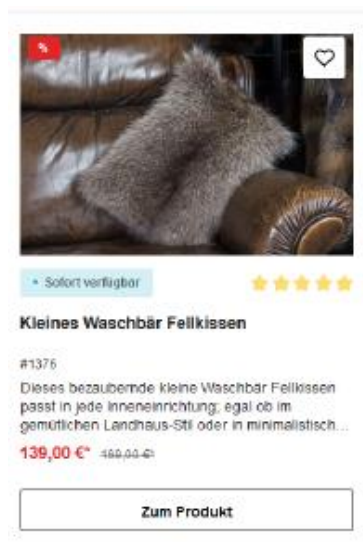 %
Sofort verfügbar
Kleines Waschbär Fellkissen
#1376
Dieses bezaubernde kleine Waschbär Fellkissen
passt in jede Inneneinrichtung; egal ob im
gemütlichen Landhaus-Stil oder in minimalistisch...
139,00 €*
Zum Produkt